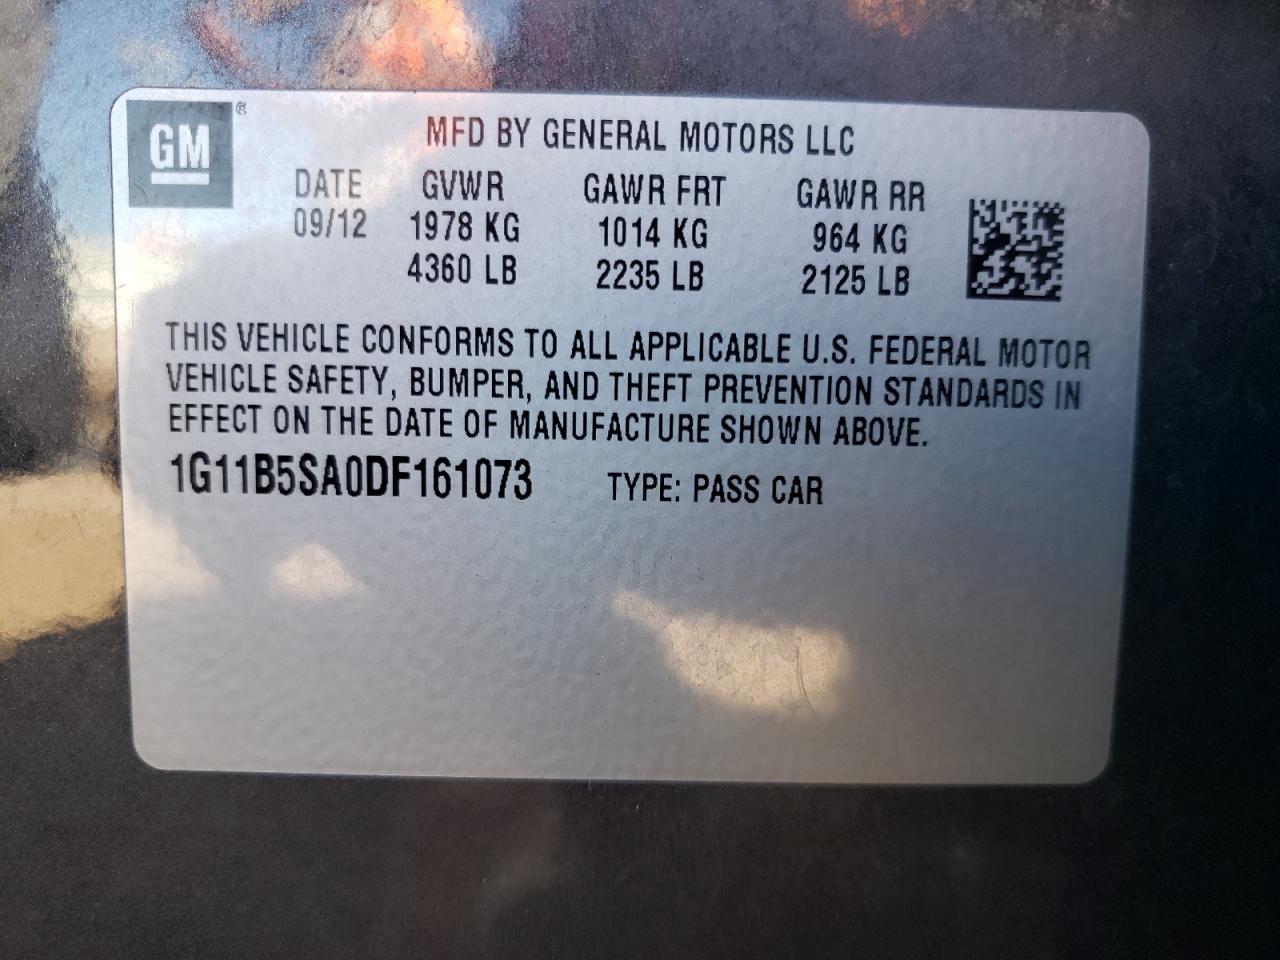 GM ®
MFD BY GENERAL MOTORS LLC
DATE GVWR GAWR FRT GAWR RR
09/12 1978 KG 1014 KG 964 KG
4360 LB 2235 LB 2125 LB
THIS VEHICLE CONFORMS TO ALL APPLICABLE U.S. FEDERAL MOTOR
VEHICLE SAFETY, BUMPER, AND THEFT PREVENTION STANDARDS IN
EFFECT ON THE DATE OF MANUFACTURE SHOWN ABOVE.
1G11B5SA0DF161073 TYPE: PASS CAR